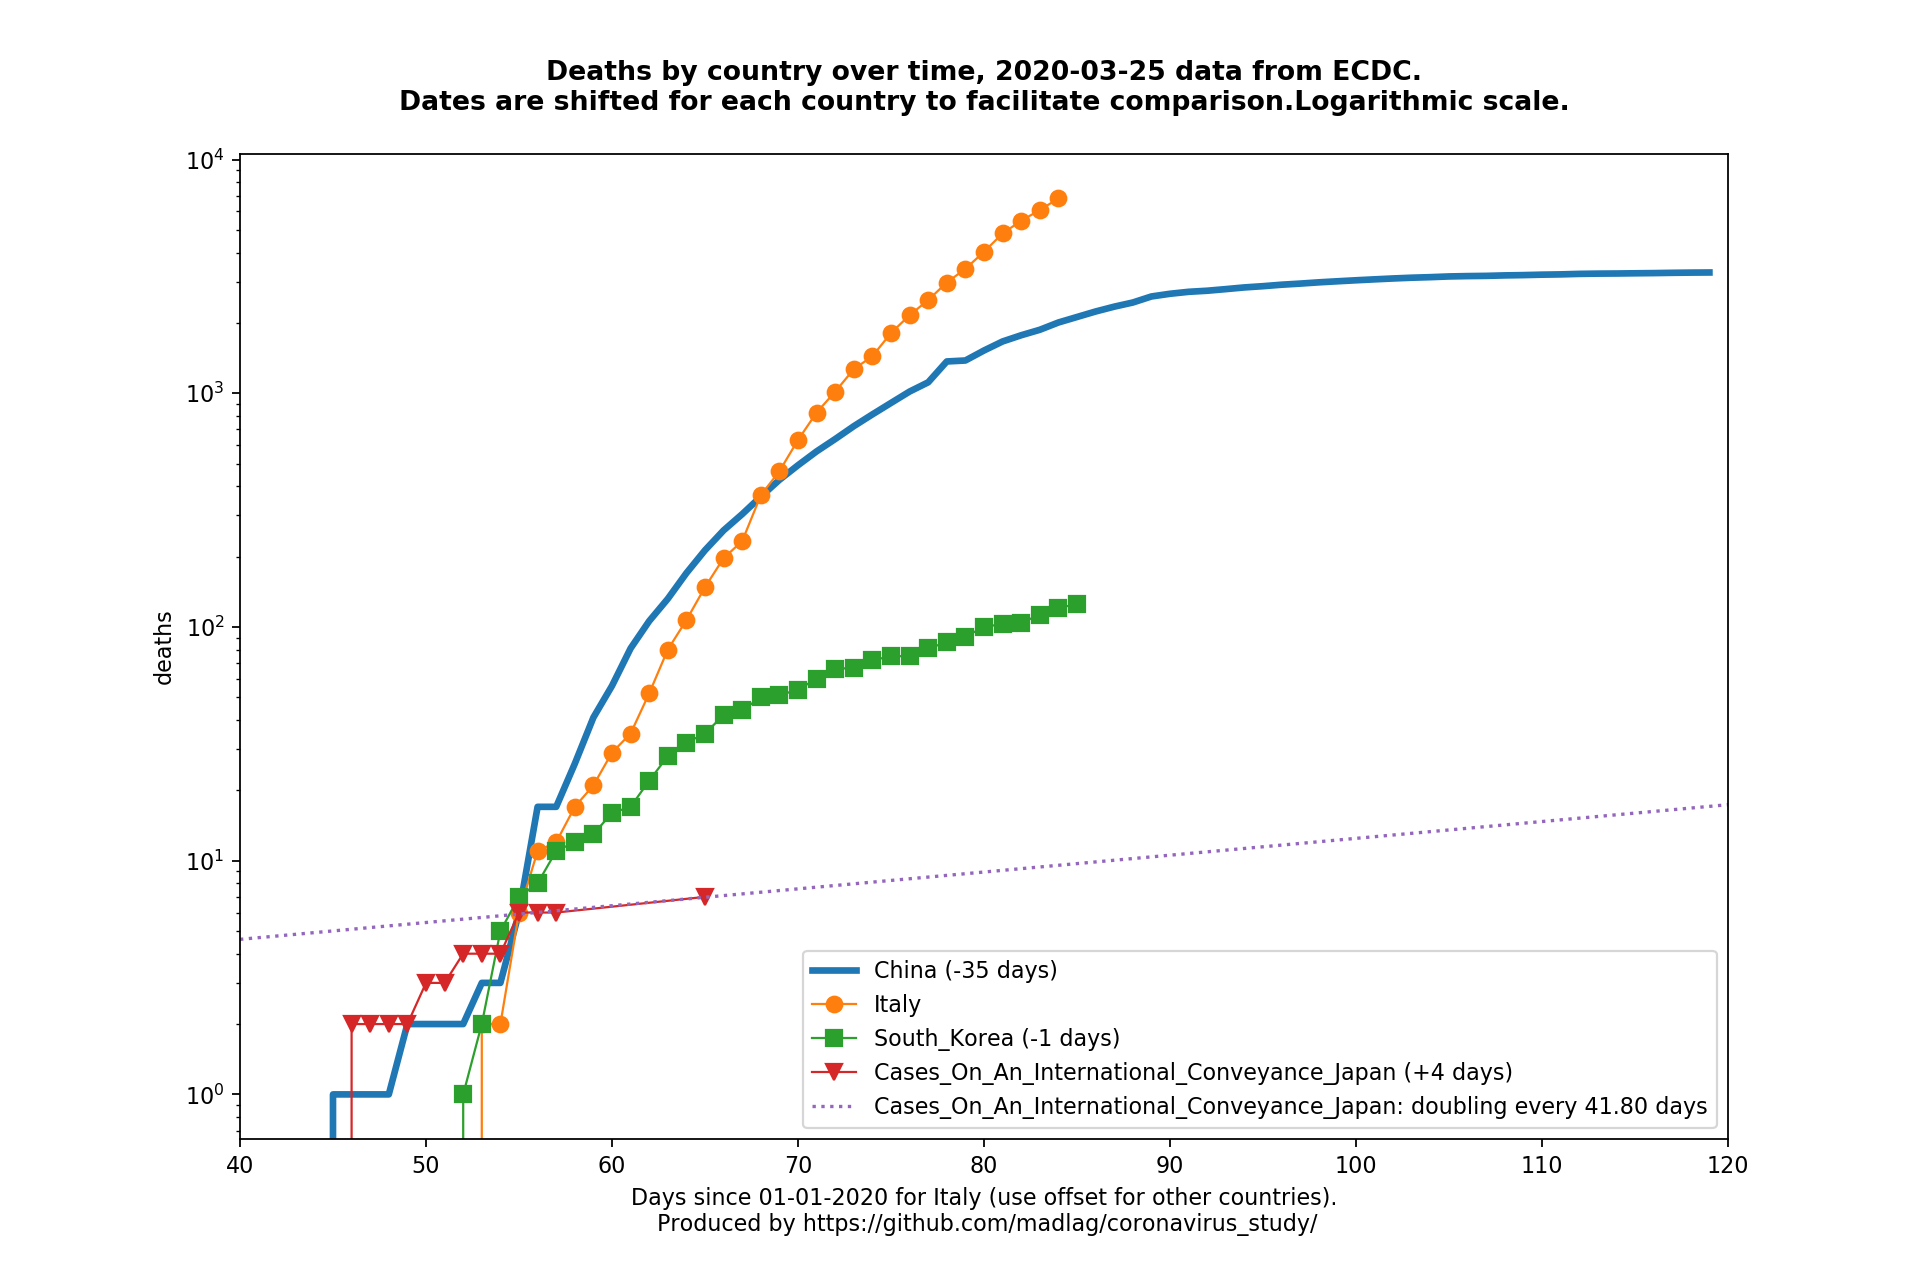 Deaths by country over time, 2020-03-25 data from ECDC.
Dates are shifted for each country to facilitate comparison.Logarithmic scale.
10^4
10^3
10^2
10^1
10^0
deaths
China (-35 days)
Italy
South_Korea (-1 days)
Cases_On_An_International_Conveyance_Japan (+4 days)
Cases_On_An_International_Conveyance_Japan: doubling every 41.80 days
40 50 60 70 80 90 100 110 120
Days since 01-01-2020 for Italy (use offset for other countries).
Produced by https://github.com/madlag/coronavirus_study/